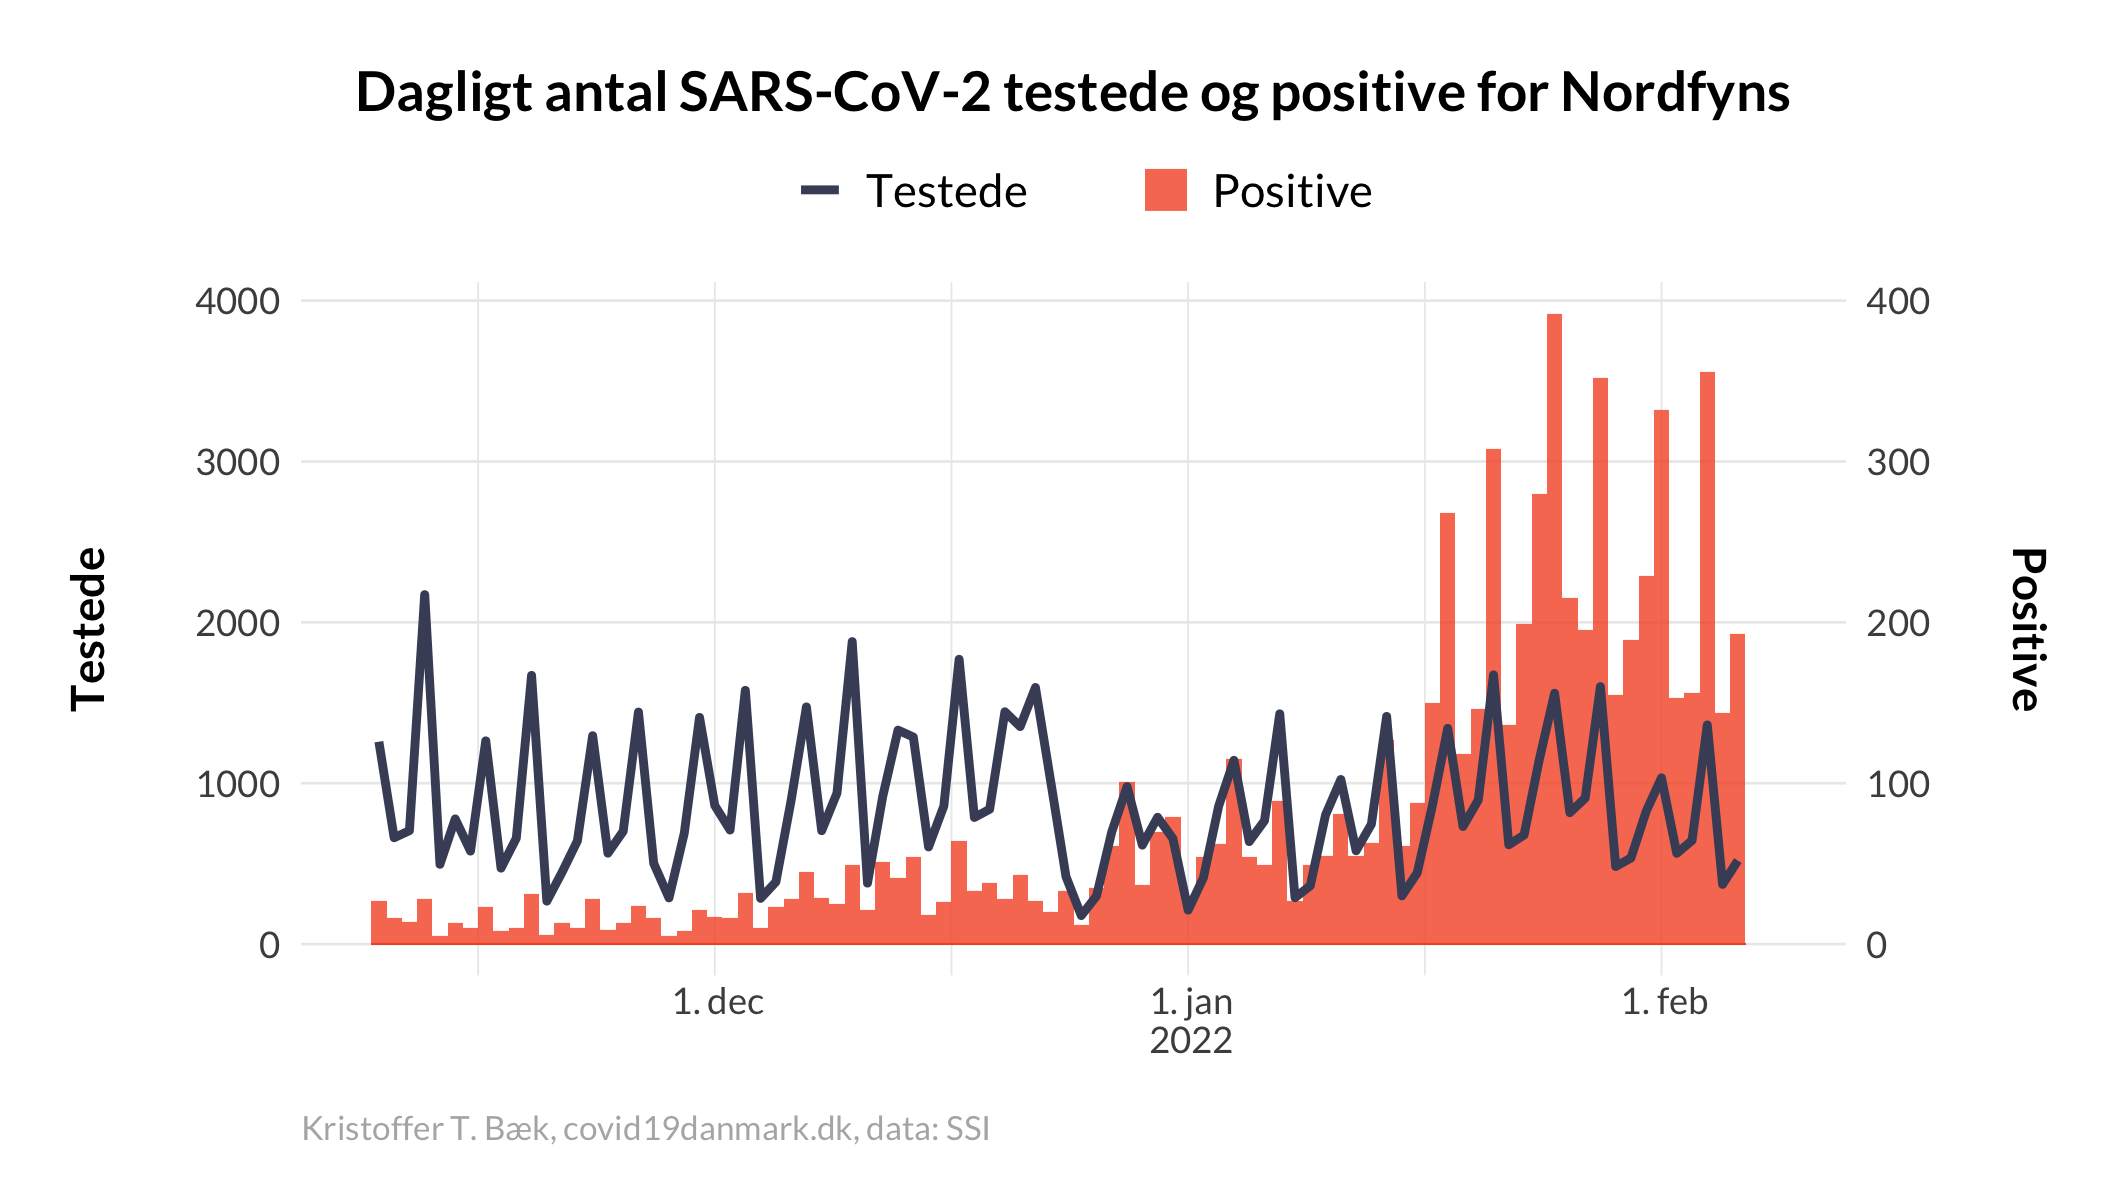 Dagligt antal SARS-CoV-2 testede og positive for Nordfyns
Testede Positive
4000 400
3000 300
2000 200
1000 100
0 0
Testede
Positive
1. dec 1. jan 1. feb
2022
Kristoffer T. Bæk, covid19danmark.dk, data: SSI